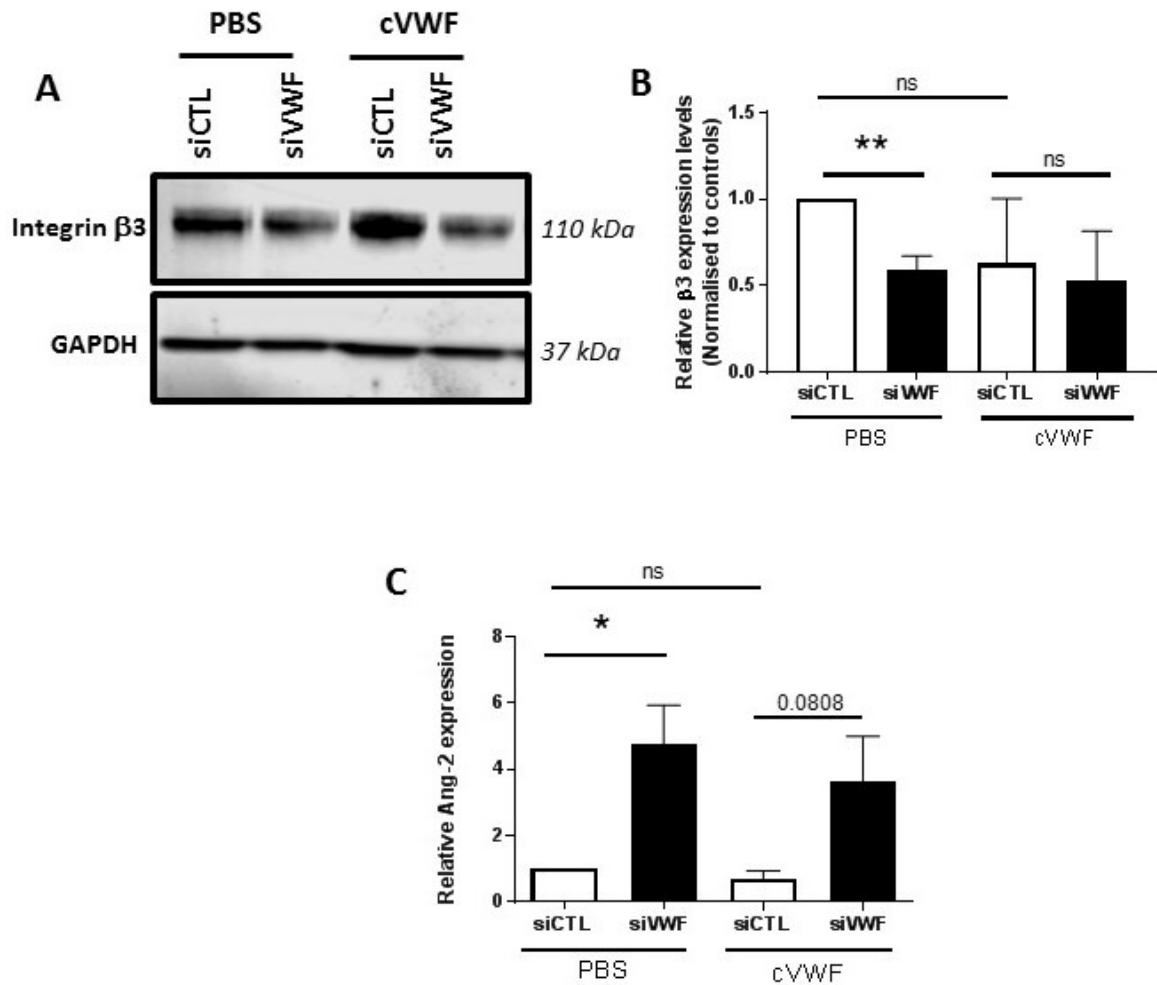 PBS cVWF
A
siCTL siVWF siCTL siVWF
Integrin β3 110 kDa
GAPDH 37 kDa
B
ns
** ns
Relative β3 expression levels
(Normalised to controls)
1.5
1.0
0.5
0.0
siCTL siVWF siCTL siVWF
PBS cVWF
C
ns
*
0.0808
Relative Ang-2 expression
8
6
4
2
0
siCTL siVWF siCTL siVWF
PBS cVWF